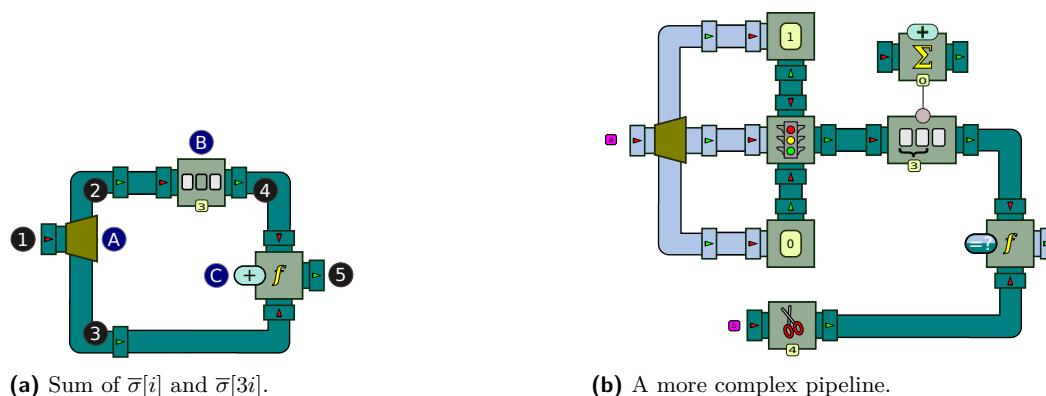 1
+
Σ
0
a
B
2
4
3
3
1
A
C
+
f
5
0
=? f
3
b
4
(a) Sum of σ̅[i] and σ̅[3i].
(b) A more complex pipeline.